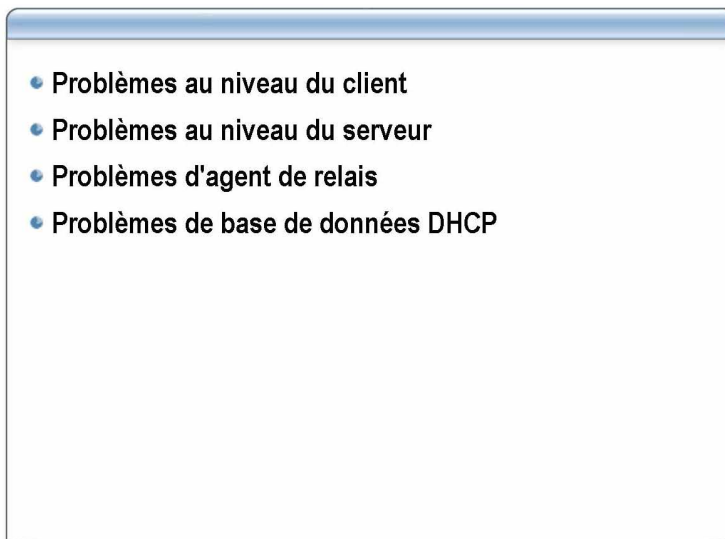 Problèmes au niveau du client
Problèmes au niveau du serveur
Problèmes d'agent de relais
Problèmes de base de données DHCP